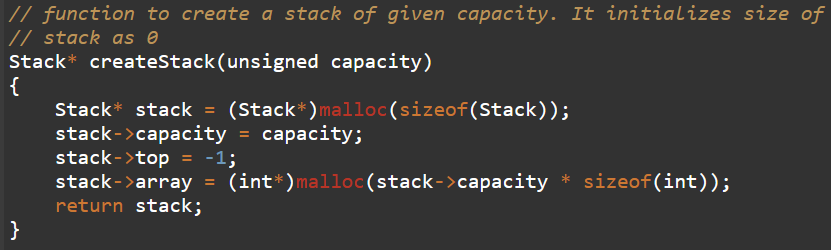 // function to create a stack of given capacity. It initializes size of
// stack as 0
Stack* createStack(unsigned capacity)
{
    Stack* stack = (Stack*)malloc(sizeof(Stack));
    stack->capacity = capacity;
    stack->top = -1;
    stack->array = (int*)malloc(stack->capacity * sizeof(int));
    return stack;
}